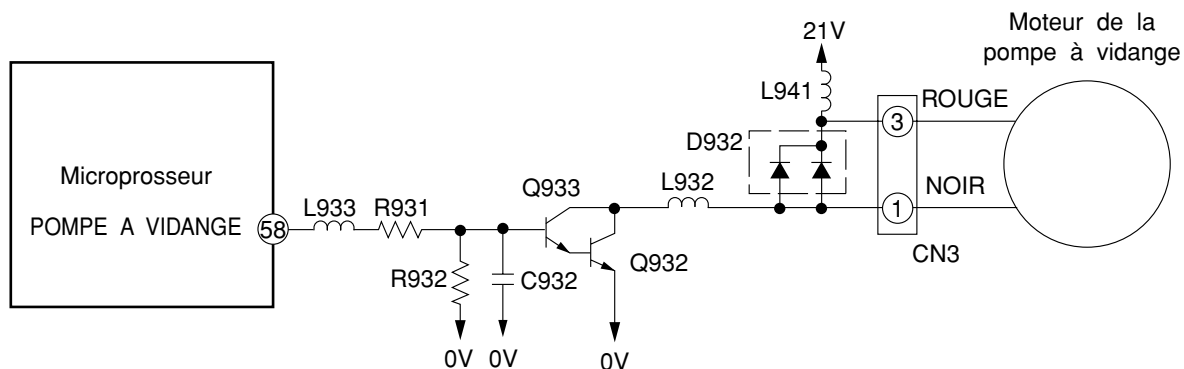 Moteur de la
pompe à vidange
21V
L941
ROUGE
3
D932
Microprosseur
Q933
L932
NOIR
L933
R931
1
POMPE A VIDANGE
58
CN3
Q932
R932
C932
0V
0V
0V